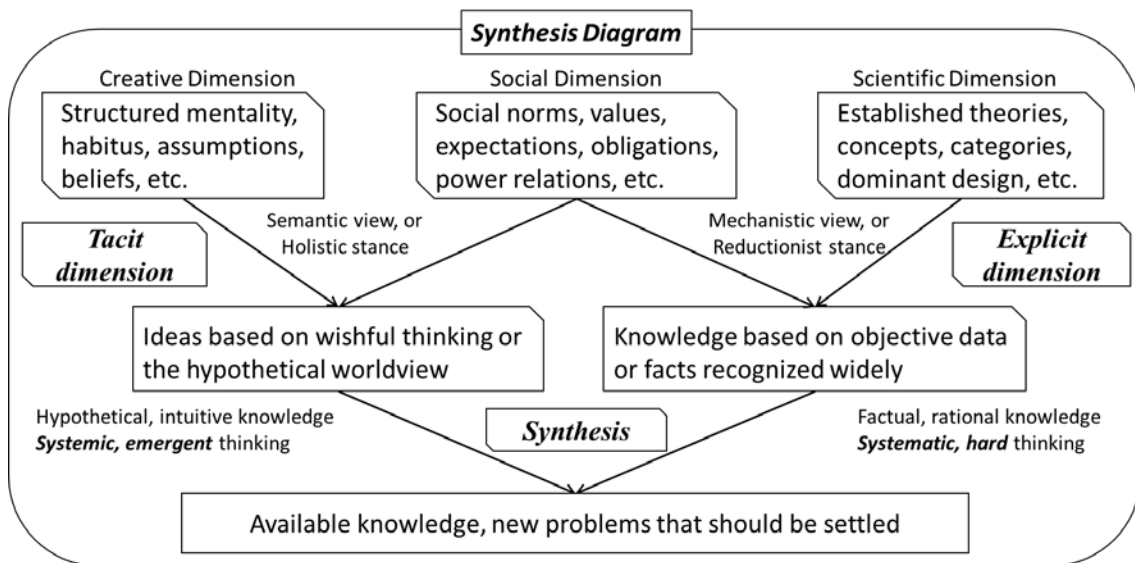 Synthesis Diagram
Creative Dimension
Social Dimension
Scientific Dimension
Structured mentality,
habitus, assumptions,
beliefs, etc.
Social norms, values,
expectations, obligations,
power relations, etc.
Established theories,
concepts, categories,
dominant design, etc.
Semantic view, or
Holistic stance
Mechanistic view, or
Reductionist stance
Tacit
dimension
Explicit
dimension
Ideas based on wishful thinking or
the hypothetical worldview
Knowledge based on objective data
or facts recognized widely
Hypothetical, intuitive knowledge
Systemic, emergent thinking
Synthesis
Factual, rational knowledge
Systematic, hard thinking
Available knowledge, new problems that should be settled